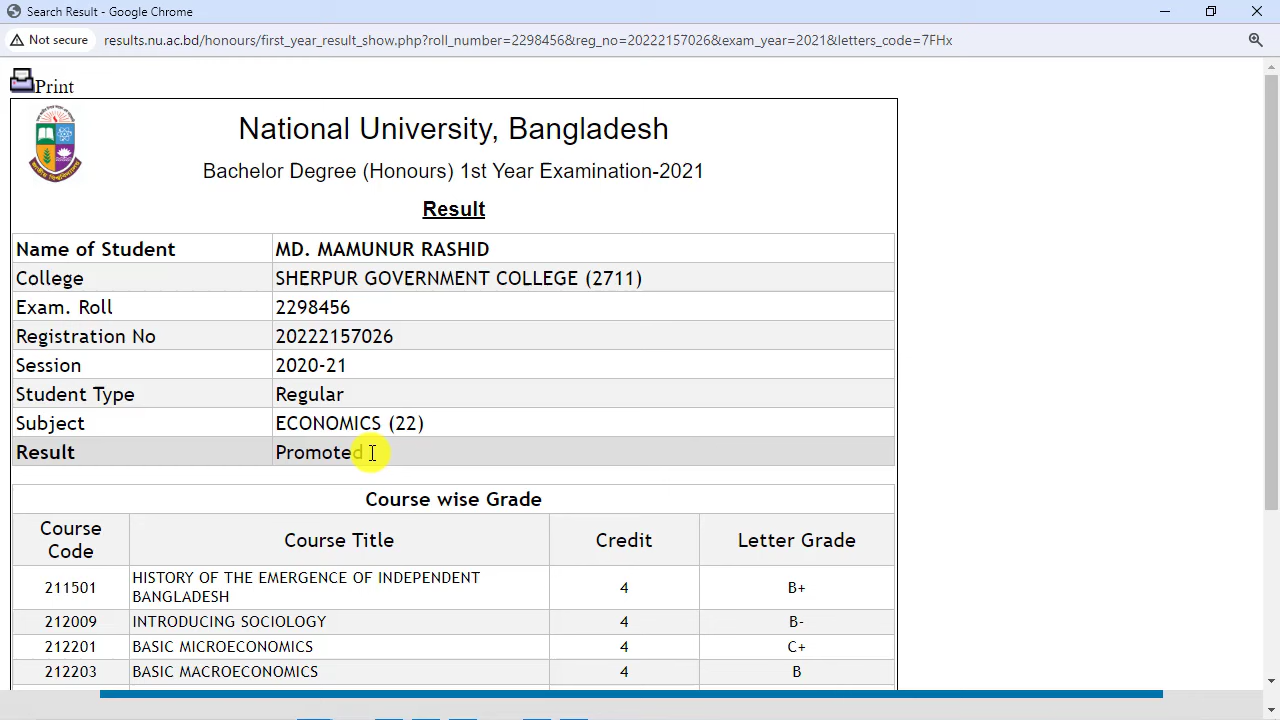 Search Result - Google Chrome
Not secure results.nu.ac.bd/honours/first_year_result_show.php?roll_number=2298456&reg_no=20222157026&exam_year=2021&letters_code=7FHx
Print
National University, Bangladesh
Bachelor Degree (Honours) 1st Year Examination-2021
Result
Name of Student MD. MAMUNUR RASHID
College SHERPUR GOVERNMENT COLLEGE (2711)
Exam. Roll 2298456
Registration No 20222157026
Session 2020-21
Student Type Regular
Subject ECONOMICS (22)
Result Promoted
Course wise Grade
Course Code Course Title Credit Letter Grade
211501 HISTORY OF THE EMERGENCE OF INDEPENDENT BANGLADESH 4 B+
212009 INTRODUCING SOCIOLOGY 4 B-
212201 BASIC MICROECONOMICS 4 C+
212203 BASIC MACROECONOMICS 4 B